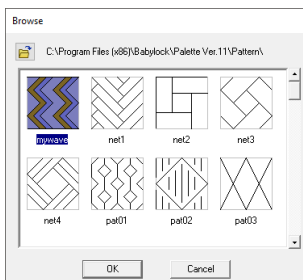 Browse
C:\Program Files (x86)\Babylock\Palette Ver.11\Pattern\
mywave net1 net2 net3
net4 pat01 pat02 pat03
OK Cancel